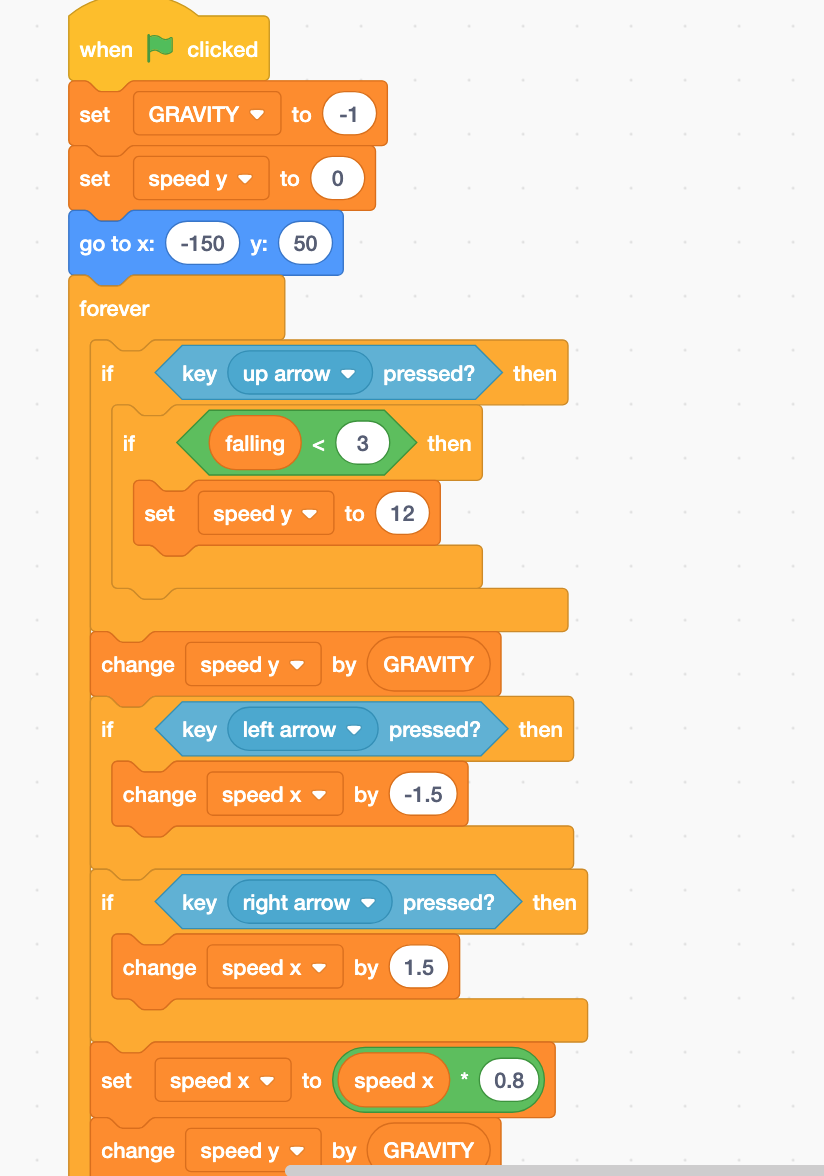 when clicked
set GRAVITY to -1
set speed y to 0
go to x: -150 y: 50
forever
if key up arrow pressed? then
if falling < 3 then
set speed y to 12
change speed y by GRAVITY
if key left arrow pressed? then
change speed x by -1.5
if key right arrow pressed? then
change speed x by 1.5
set speed x to speed x * 0.8
change speed y by GRAVITY